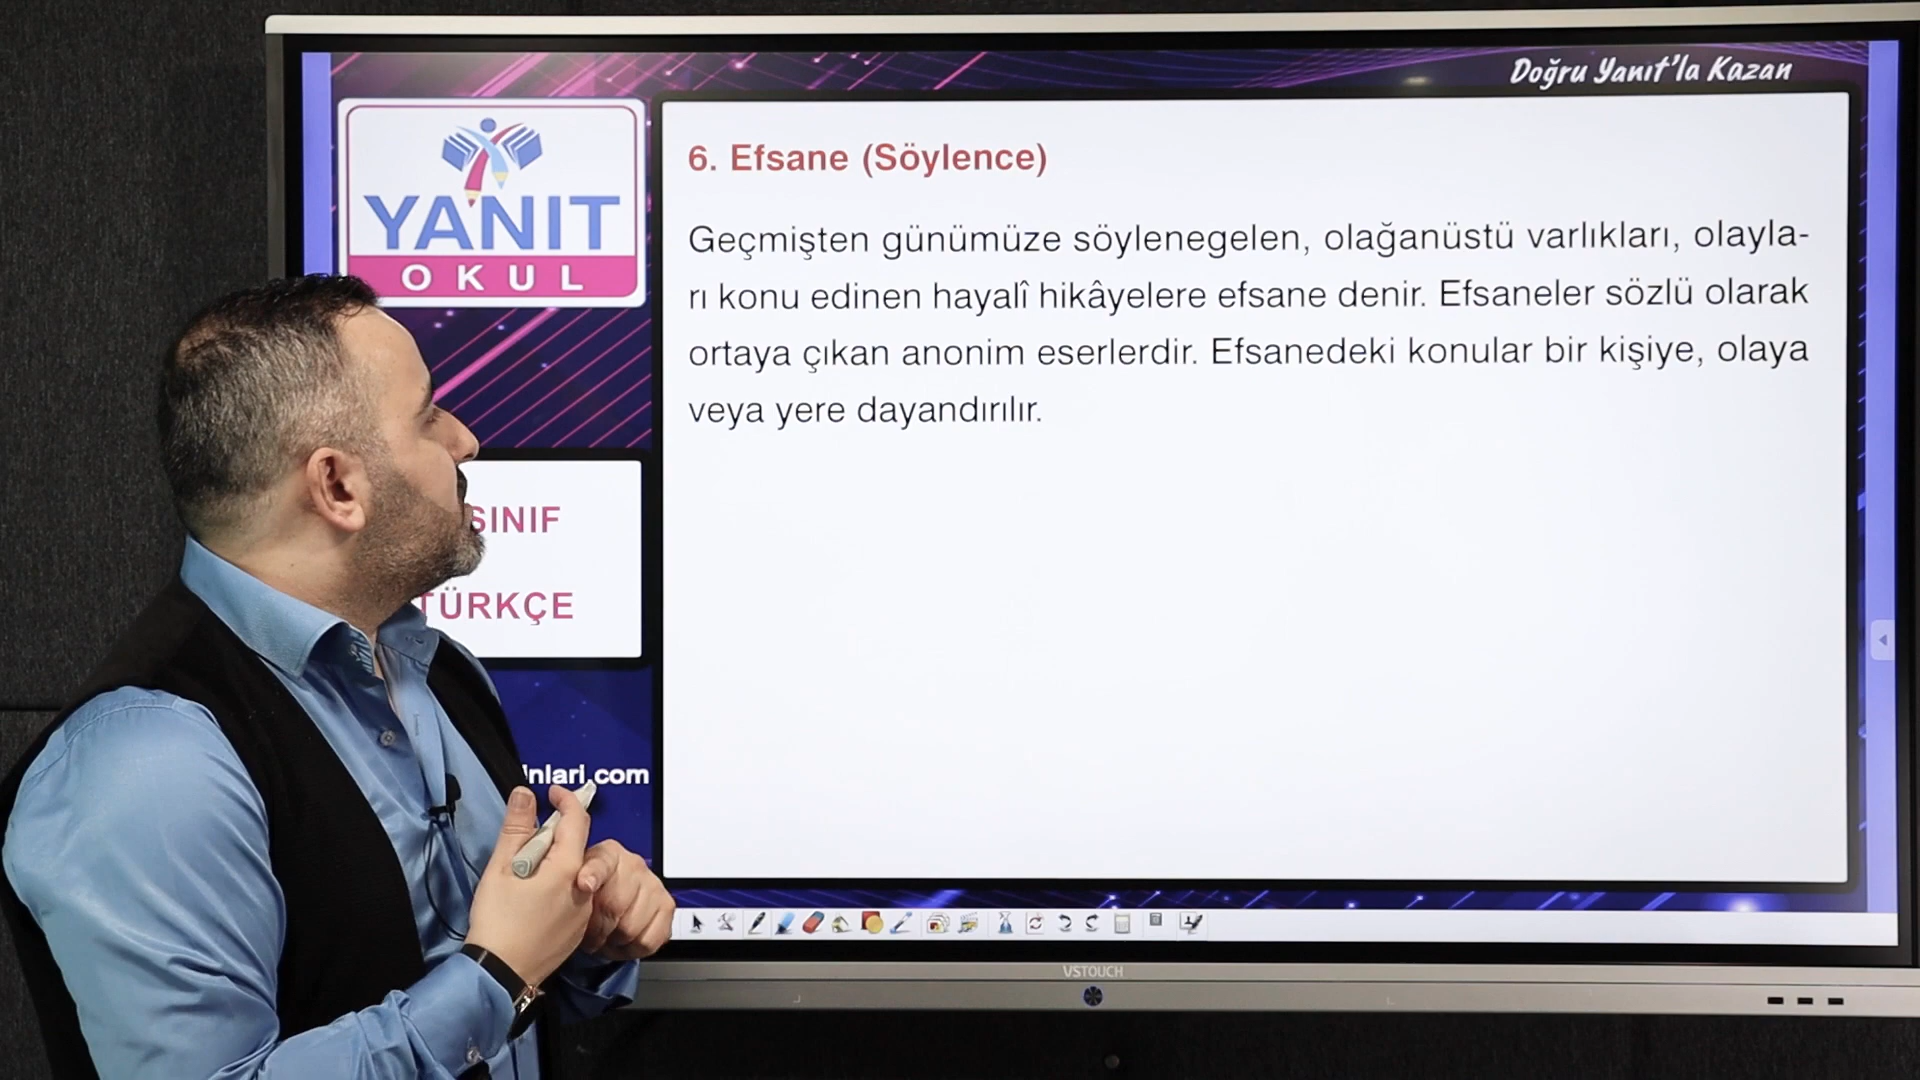 Doğru Yanıt'la Kazan
YANIT
OKUL
6. Efsane (Söylence)
Geçmişten günümüze söylenegelen, olağanüstü varlıkları, olayla-
rı konu edinen hayalî hikâyelere efsane denir. Efsaneler sözlü olarak
ortaya çıkan anonim eserlerdir. Efsanedeki konular bir kişiye, olaya
veya yere dayandırılır.
SINIF
TÜRKÇE
inlari.com
VSTOUCH